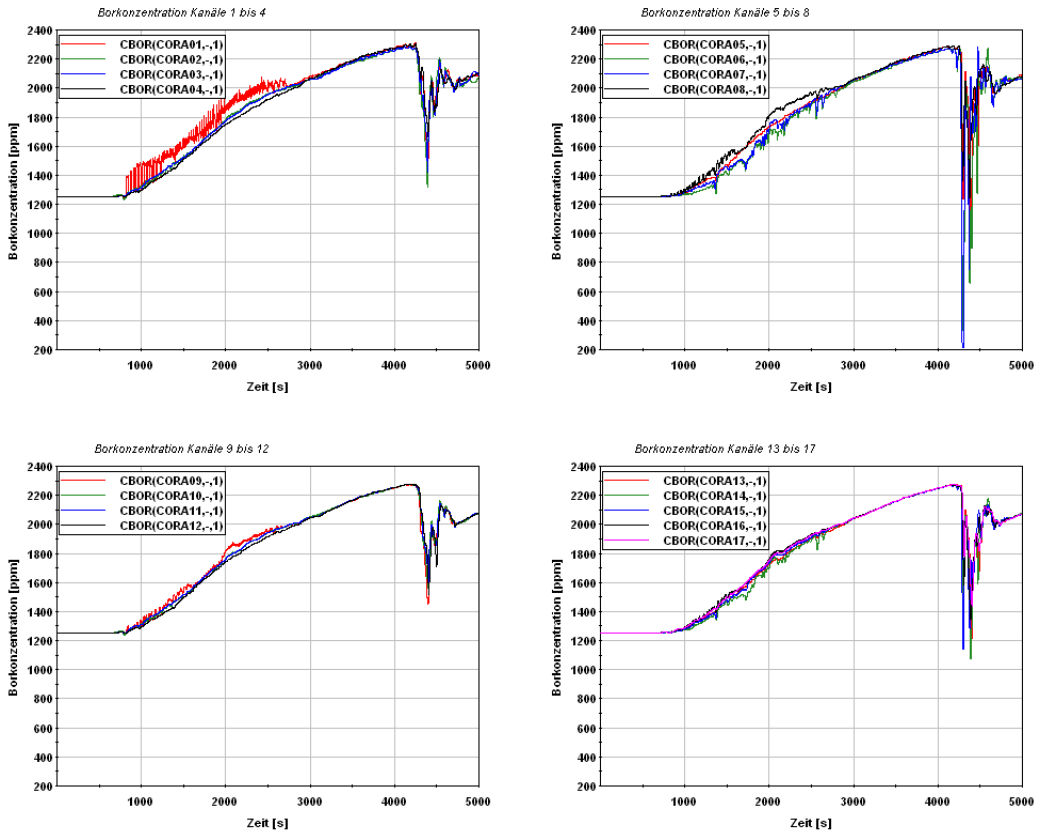 Borkonzentration Kanäle 1 bis 4
CBOR(CORA01,-,1)
CBOR(CORA02,-,1)
CBOR(CORA03,-,1)
CBOR(CORA04,-,1)
Borkonzentration [ppm]
2400
2200
2000
1800
1600
1400
1200
1000
800
600
400
200
1000 2000 3000 4000 5000
Zeit [s]
Borkonzentration Kanäle 5 bis 8
CBOR(CORA05,-,1)
CBOR(CORA06,-,1)
CBOR(CORA07,-,1)
CBOR(CORA08,-,1)
Borkonzentration [ppm]
2400
2200
2000
1800
1600
1400
1200
1000
800
600
400
200
1000 2000 3000 4000 5000
Zeit [s]
Borkonzentration Kanäle 9 bis 12
CBOR(CORA09,-,1)
CBOR(CORA10,-,1)
CBOR(CORA11,-,1)
CBOR(CORA12,-,1)
Borkonzentration [ppm]
2400
2200
2000
1800
1600
1400
1200
1000
800
600
400
200
1000 2000 3000 4000 5000
Zeit [s]
Borkonzentration Kanäle 13 bis 17
CBOR(CORA13,-,1)
CBOR(CORA14,-,1)
CBOR(CORA15,-,1)
CBOR(CORA16,-,1)
CBOR(CORA17,-,1)
Borkonzentration [ppm]
2400
2200
2000
1800
1600
1400
1200
1000
800
600
400
200
1000 2000 3000 4000 5000
Zeit [s]